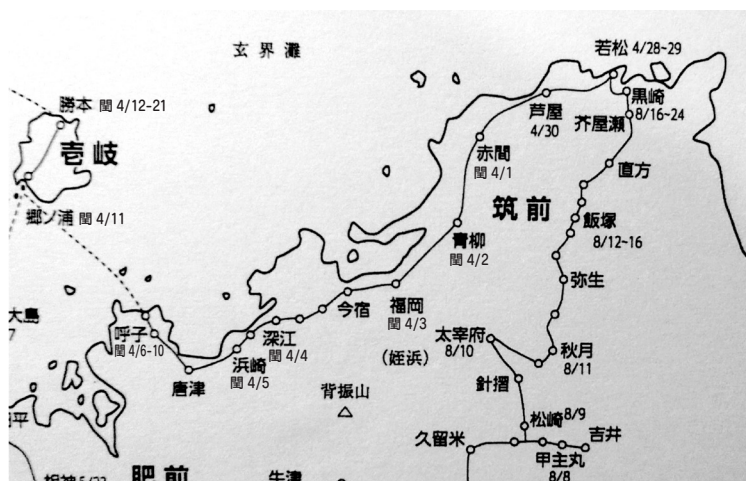 玄界灘
若松 4/28~29
勝本 閏 4/12-21
芦屋
4/30
黒崎
8/16~24
芥屋瀬
赤間
閏 4/1
壱岐
直方
筑前
郷ノ浦 閏 4/11
飯塚
8/12~16
青柳
閏 4/2
弥生
今宿
福岡
閏 4/3
大島
7
呼子
閏 4/6-10
深江
閏 4/4
太宰府
8/10
浜崎
閏 4/5
(姪浜)
秋月
8/11
唐津
針摺
背振山
松崎 8/9
久留米
吉井
甲主丸
8/8
肥前
牛津